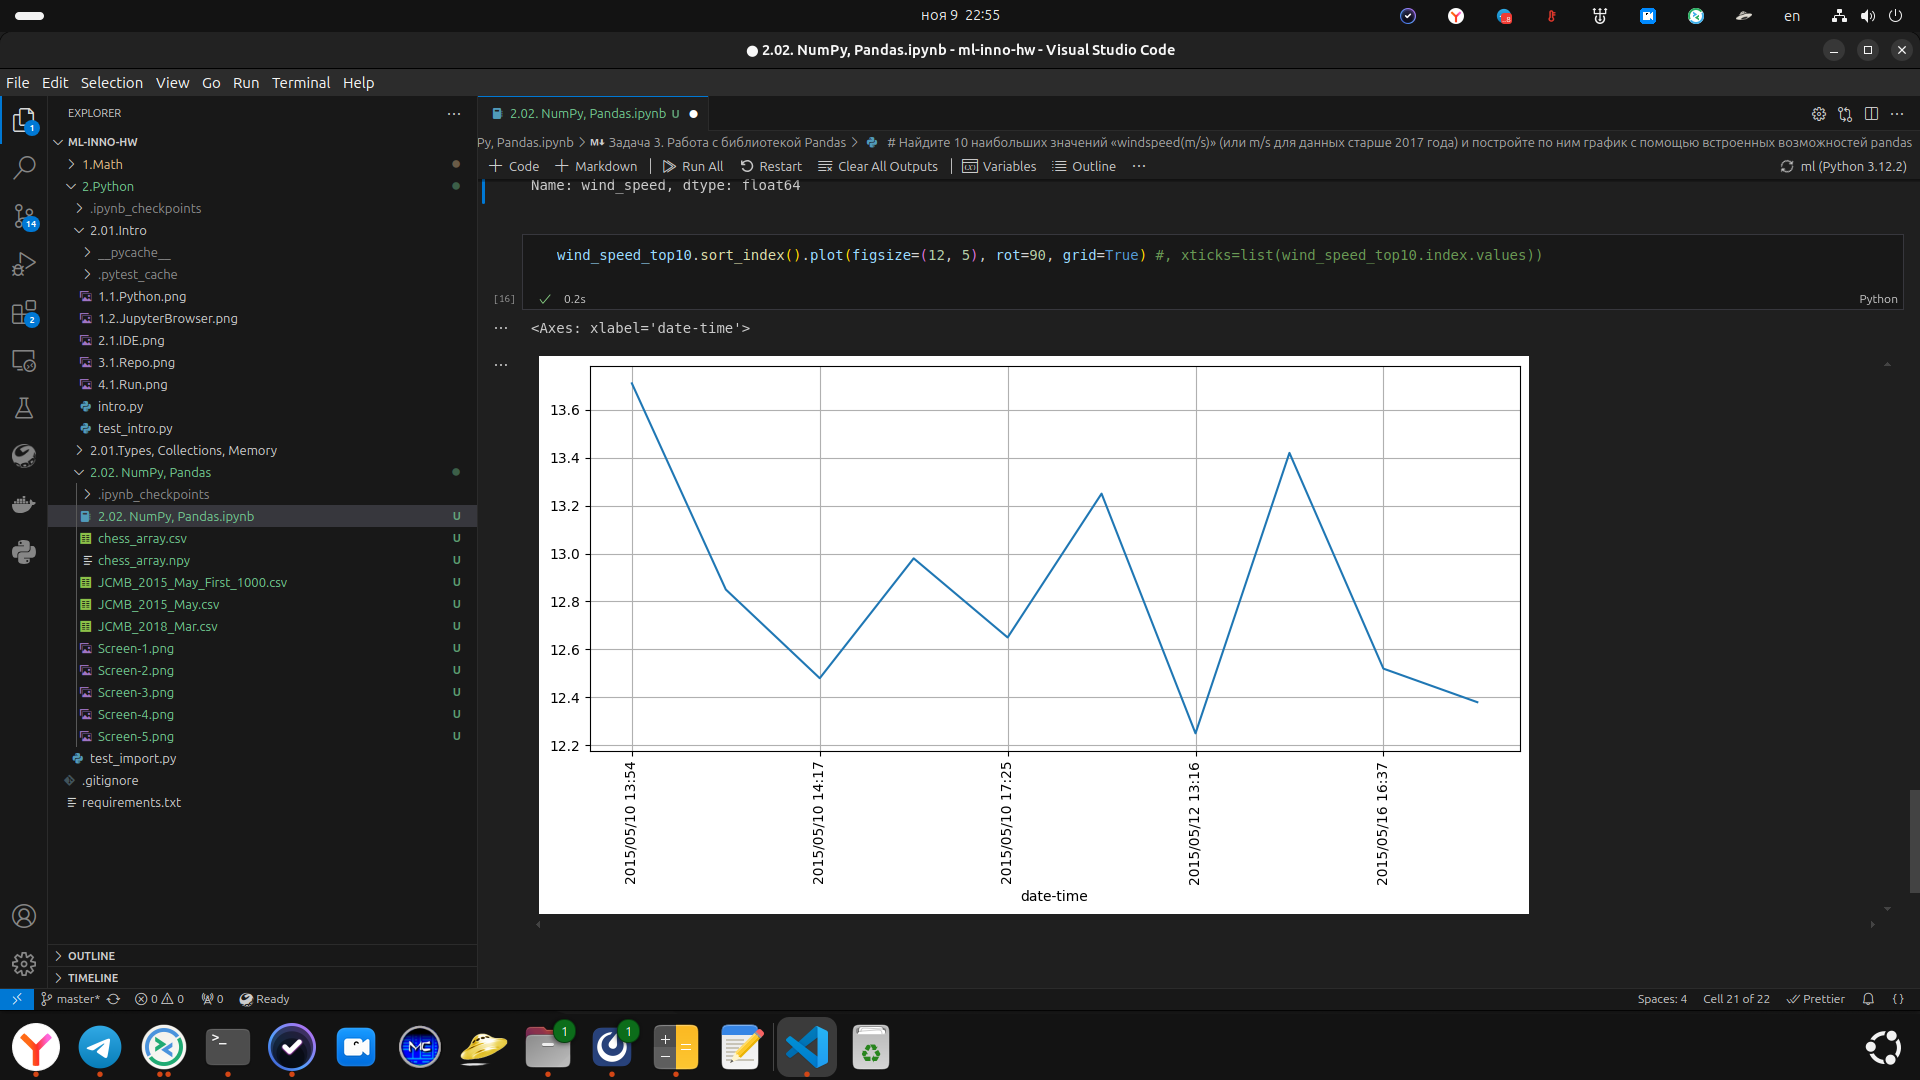 ноя 9 22:55
en
2.02. NumPy, Pandas.ipynb - ml-inno-hw - Visual Studio Code
File Edit Selection View Go Run Terminal Help
EXPLORER
ML-INNO-HW
1.Math
2.Python
.ipynb_checkpoints
2.01.Intro
__pycache__
.pytest_cache
1.1.Python.png
1.2.JupyterBrowser.png
2.1.IDE.png
3.1.Repo.png
4.1.Run.png
intro.py
test_intro.py
2.01.Types, Collections, Memory
2.02. NumPy, Pandas
.ipynb_checkpoints
2.02. NumPy, Pandas.ipynb U
chess_array.csv U
chess_array.npy U
JCMB_2015_May_First_1000.csv U
JCMB_2015_May.csv U
JCMB_2018_Mar.csv U
Screen-1.png U
Screen-2.png U
Screen-3.png U
Screen-4.png U
Screen-5.png U
test_import.py
.gitignore
requirements.txt
OUTLINE
TIMELINE
1
14
2
2.02. NumPy, Pandas.ipynb U
Py, Pandas.ipynb > Задача 3. Работа с библиотекой Pandas > # Найдите 10 наибольших значений «windspeed(m/s)» (или m/s для данных старше 2017 года) и постройте по ним график с помощью встроенных возможностей pandas
Code Markdown Run All Restart Clear All Outputs Variables Outline ml (Python 3.12.2)
Name: wind_speed, dtype: float64
wind_speed_top10.sort_index().plot(figsize=(12, 5), rot=90, grid=True) #, xticks=list(wind_speed_top10.index.values))
[16] 0.2s Python
<Axes: xlabel='date-time'>
13.6
13.4
13.2
13.0
12.8
12.6
12.4
12.2
2015/05/10 13:54
2015/05/10 14:17
2015/05/10 17:25
2015/05/12 13:16
2015/05/16 16:37
date-time
master* 0 0 0 Ready Spaces: 4 Cell 21 of 22 Prettier
1
1
MC